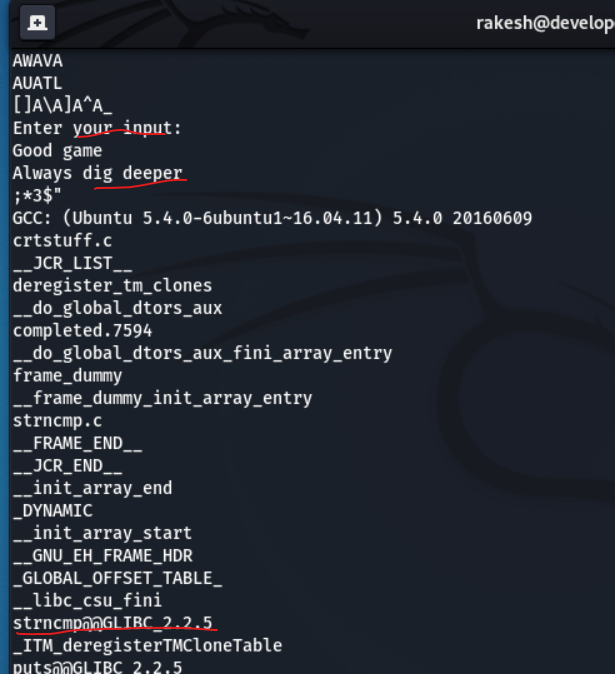 rakesh@develop
AWAVA
AUATL
[]A\A]A^A_
Enter your input:
Good game
Always dig deeper
;*3$"
GCC: (Ubuntu 5.4.0-6ubuntu1~16.04.11) 5.4.0 20160609
crtstuff.c
__JCR_LIST__
deregister_tm_clones
__do_global_dtors_aux
completed.7594
__do_global_dtors_aux_fini_array_entry
frame_dummy
__frame_dummy_init_array_entry
strncmp.c
__FRAME_END__
__JCR_END__
__init_array_end
_DYNAMIC
__init_array_start
__GNU_EH_FRAME_HDR
_GLOBAL_OFFSET_TABLE_
__libc_csu_fini
strncmp@@GLIBC_2.2.5
_ITM_deregisterTMCloneTable
puts@@GLIBC_2.2.5